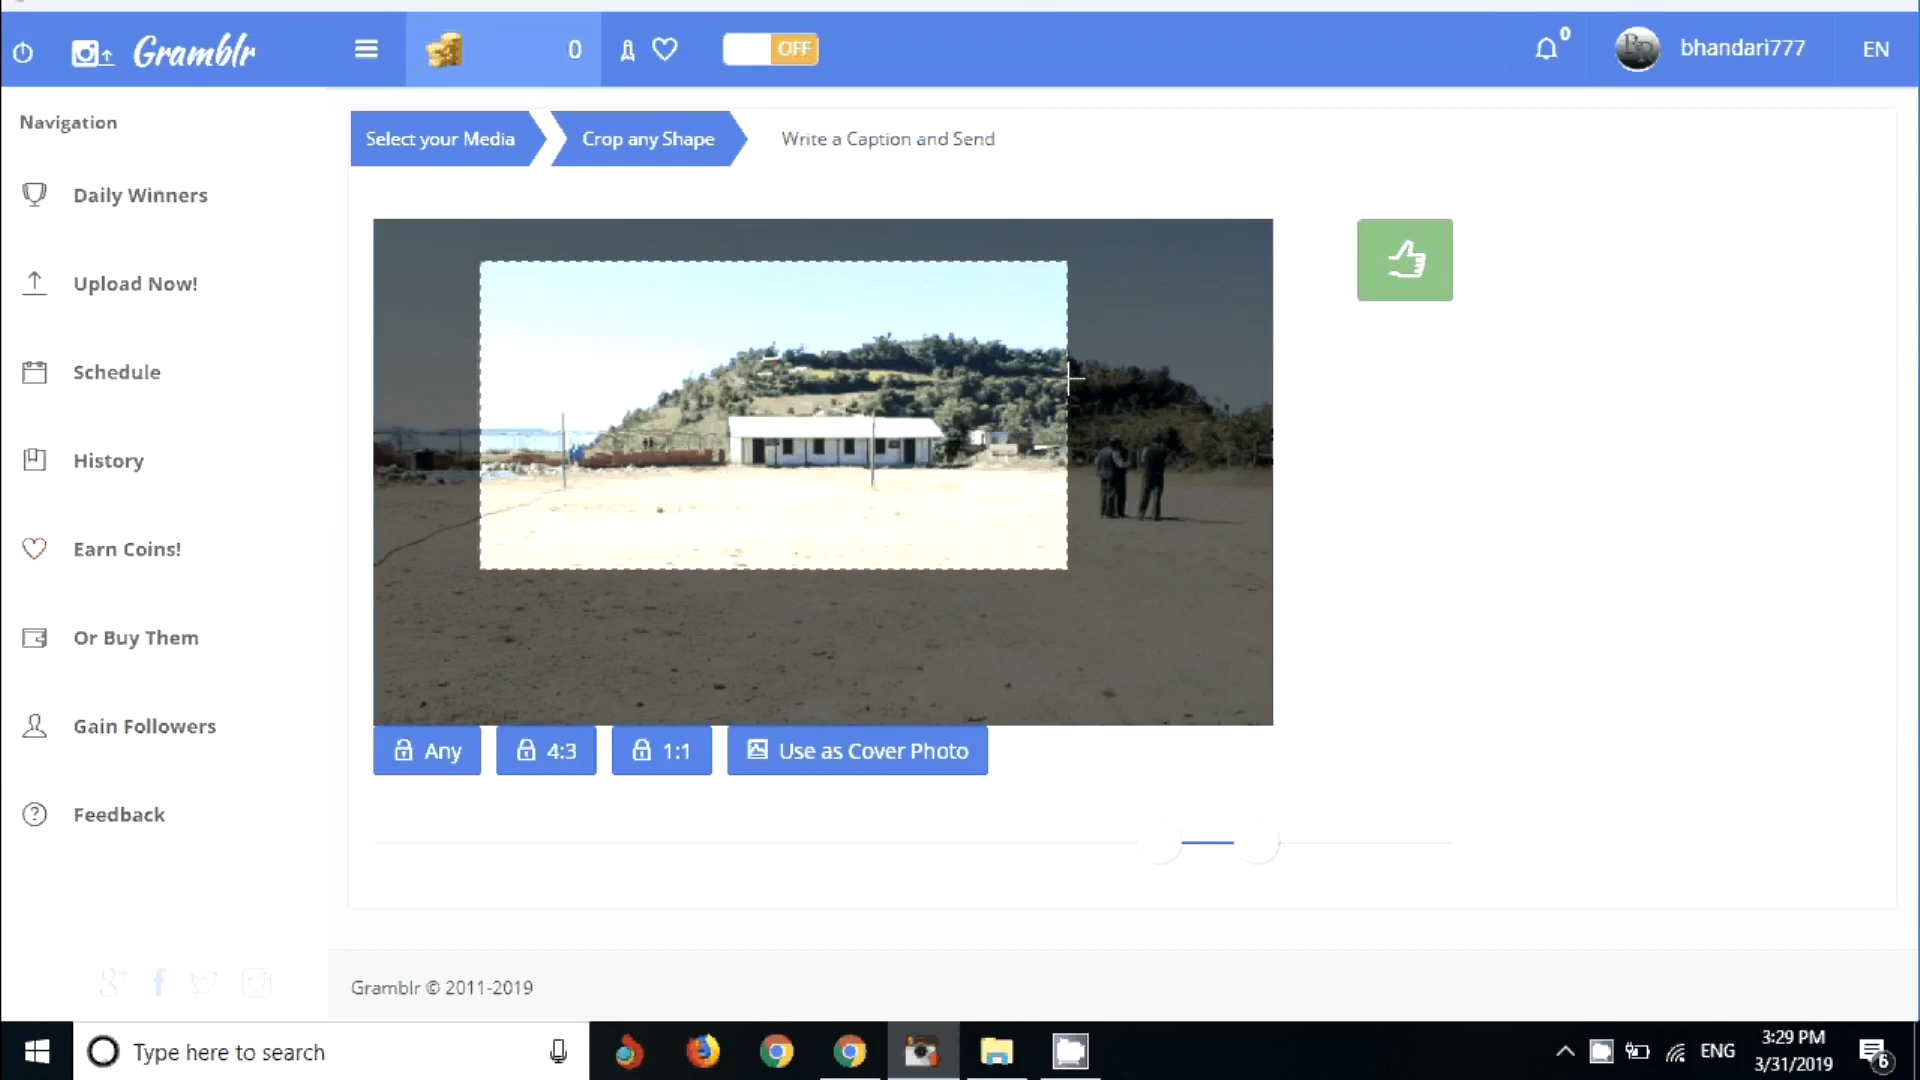 Gramblr
0
OFF
0
bhandari777
EN
Navigation
Daily Winners
Upload Now!
Schedule
History
Earn Coins!
Or Buy Them
Gain Followers
Feedback
Select your Media
Crop any Shape
Write a Caption and Send
Any
4:3
1:1
Use as Cover Photo
Gramblr © 2011-2019
Type here to search
ENG
3:29 PM
3/31/2019
6